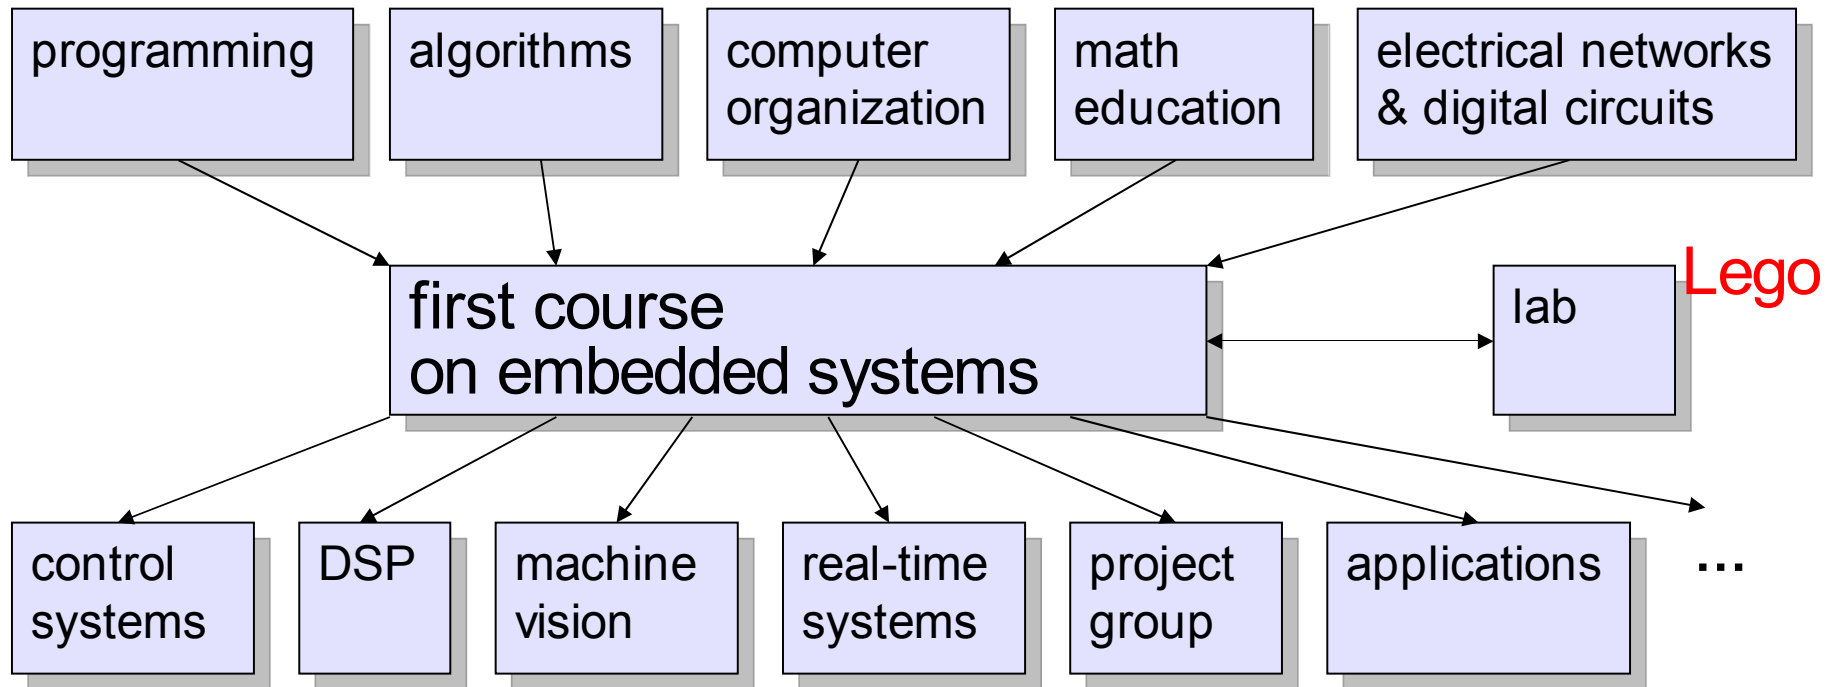 programming
algorithms
computer
organization
math
education
electrical networks
& digital circuits
first course
on embedded systems
lab
Lego
control
systems
DSP
machine
vision
real-time
systems
project
group
applications
...